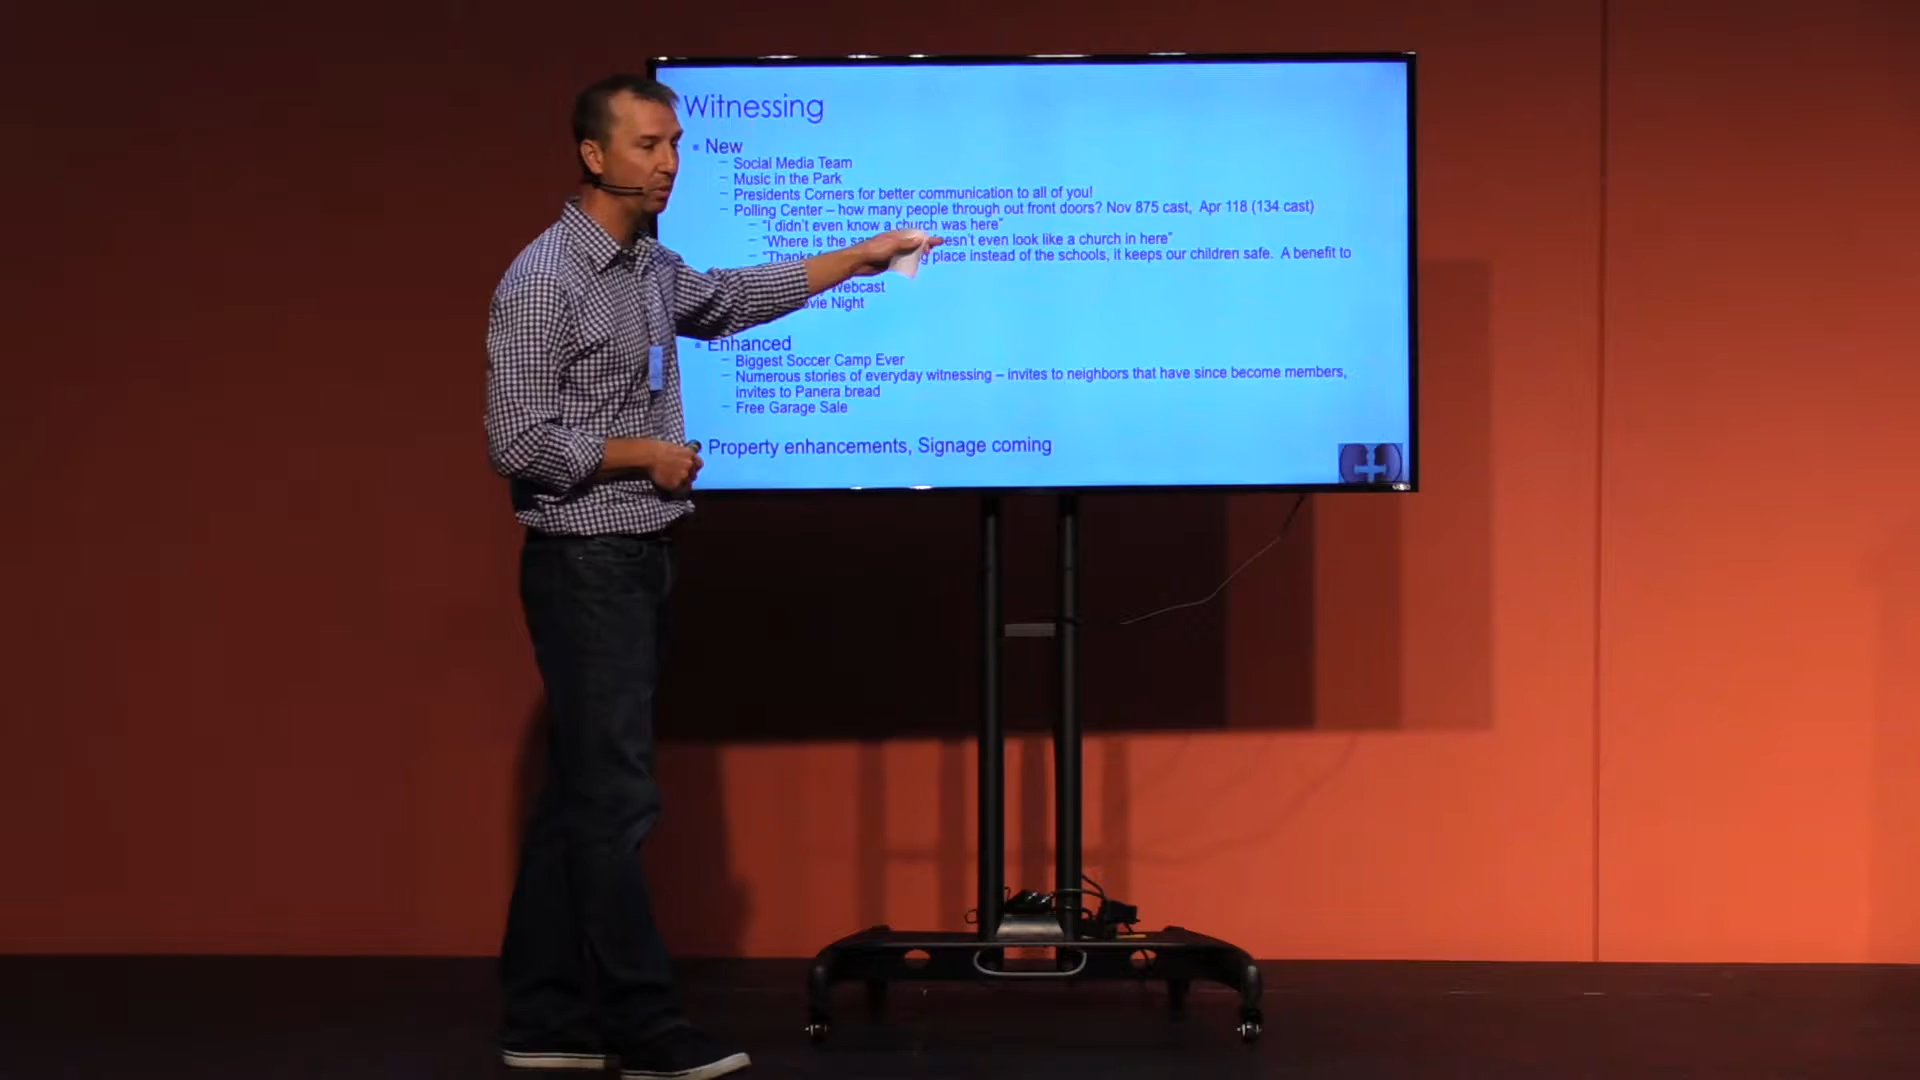 Witnessing
New
– Social Media Team
– Music in the Park
– Presidents Corners for better communication to all of you!
– Polling Center – how many people through out front doors? Nov 875 cast, Apr 118 (134 cast)
– "I didn't even know a church was here"
– "Where is the doesn't even look like a church in here"
– "Thanks place instead of the schools, it keeps our children safe. A benefit to
Webcast
Movie Night
Enhanced
– Biggest Soccer Camp Ever
– Numerous stories of everyday witnessing – invites to neighbors that have since become members,
invites to Panera bread
– Free Garage Sale
Property enhancements, Signage coming